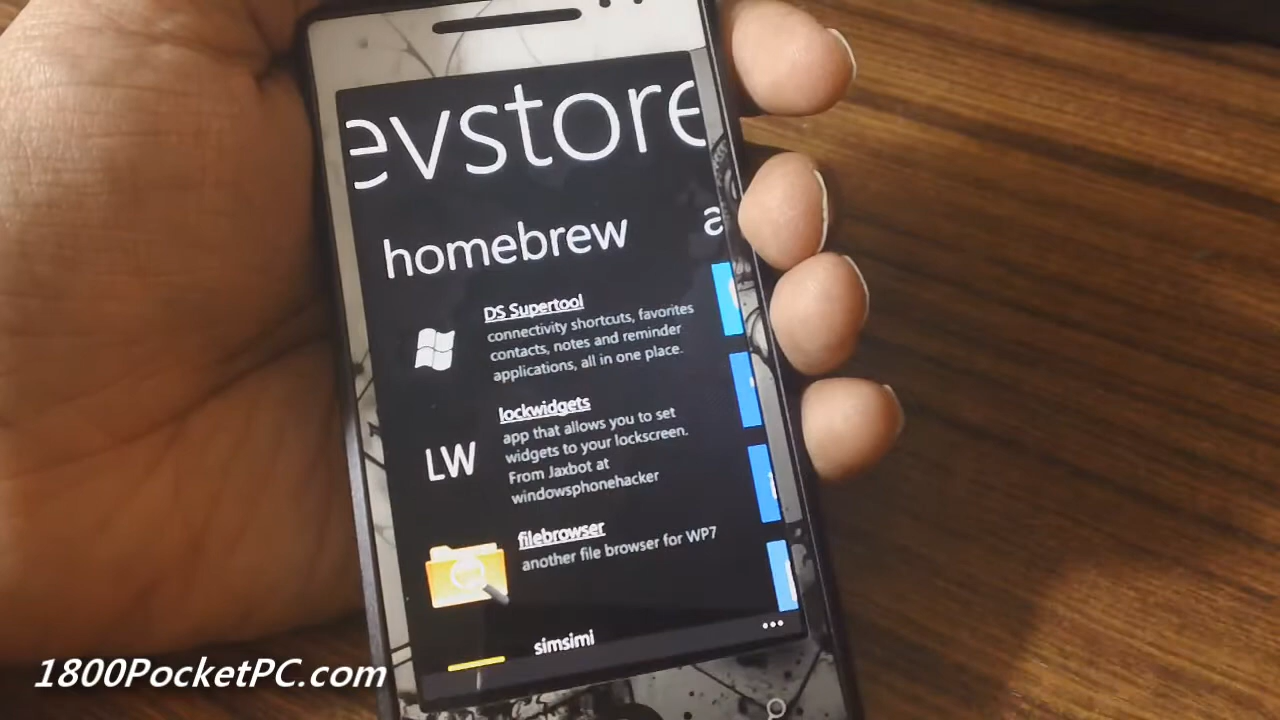 evstore
homebrew
a
DS Supertool
connectivity shortcuts, favorites
contacts, notes and reminder
applications, all in one place.
LW
lockwidgets
app that allows you to set
widgets to your lockscreen.
From Jaxbot at
windowsphonehacker
filebrowser
another file browser for WP7
simsimi
1800PocketPC.com